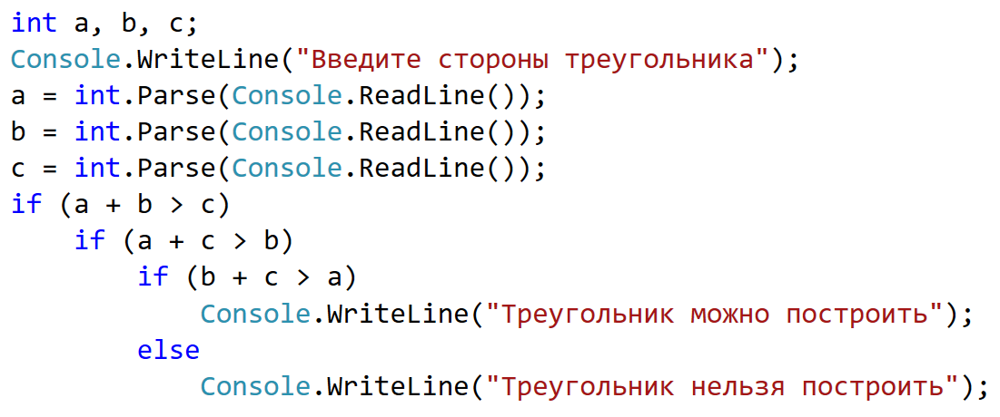 int a, b, c;
Console.WriteLine("Введите стороны треугольника");
a = int.Parse(Console.ReadLine());
b = int.Parse(Console.ReadLine());
c = int.Parse(Console.ReadLine());
if (a + b > c)
    if (a + c > b)
        if (b + c > a)
            Console.WriteLine("Треугольник можно построить");
        else
            Console.WriteLine("Треугольник нельзя построить");